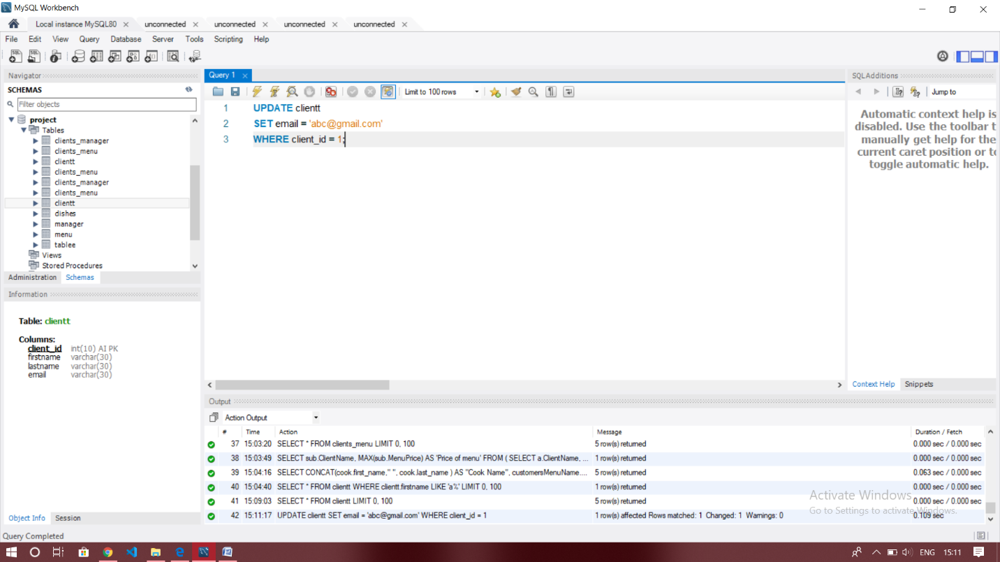 MySQL Workbench
Local instance MySQL80 unconnected unconnected unconnected unconnected
File Edit View Query Database Server Tools Scripting Help
Navigator
SCHEMAS
Filter objects
project
Tables
clients_manager
clients_menu
clientt
clients_menu
clients_manager
clients_menu
clientt
dishes
manager
menu
tablee
Views
Stored Procedures
Administration Schemas
Information
Table: clientt
Columns:
client_id int(10) AI PK
firstname varchar(30)
lastname varchar(30)
email varchar(30)
Object Info Session
Query Completed
Query 1
Limit to 100 rows
1 UPDATE clientt
2 SET email = 'abc@gmail.com'
3 WHERE client_id = 1;
SQLAdditions
Jump to
Automatic context help is
disabled. Use the toolbar t
manually get help for the
current caret position or to
toggle automatic help.
Context Help Snippets
Output
Action Output
# Time Action Message Duration / Fetch
37 15:03:20 SELECT * FROM clients_menu LIMIT 0, 100 5 row(s) returned 0.000 sec / 0.000 sec
38 15:03:49 SELECT sub.ClientName, MAX(sub.MenuPrice) AS 'Price of menu' FROM ( SELECT a.ClientName, ... 1 row(s) returned 0.000 sec / 0.000 sec
39 15:04:16 SELECT CONCAT(cook.first_name," ", cook.last_name ) AS "Cook Name", customersMenuName.... 5 row(s) returned 0.063 sec / 0.000 sec
40 15:04:40 SELECT * FROM clientt WHERE clientt.firstname LIKE 'a%' LIMIT 0, 100 1 row(s) returned 0.000 sec / 0.000 sec
41 15:09:03 SELECT * FROM clientt LIMIT 0, 100 5 row(s) returned 0.000 sec / 0.000 sec
42 15:11:17 UPDATE clientt SET email = 'abc@gmail.com' WHERE client_id = 1 1 row(s) affected Rows matched: 1 Changed: 1 Warnings: 0 0.109 sec
Activate Windows
Go to Settings to activate Windows.
ENG 15:11